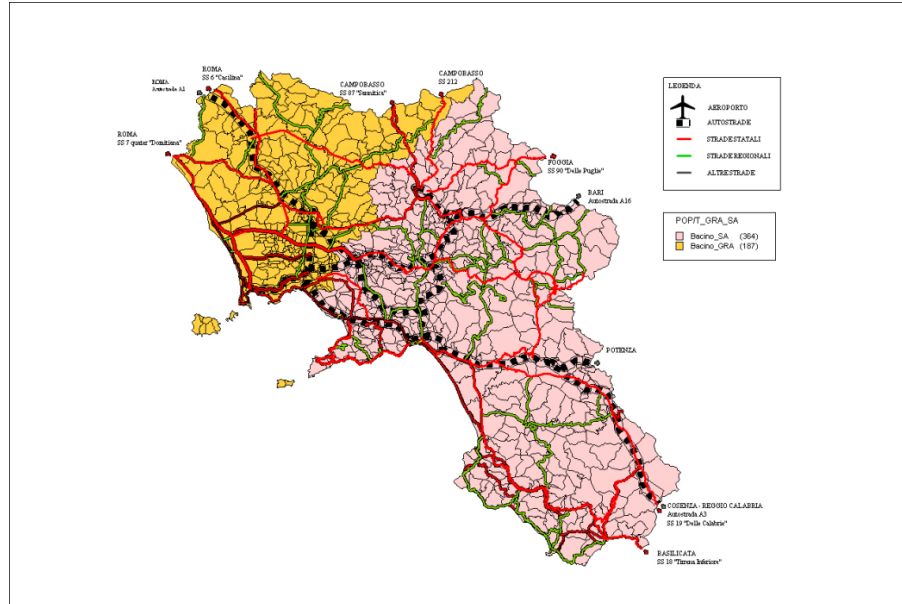 ROMA
SS 6 "Casilina"
ROMA
Autostrada A1
CAMPOBASSO
SS 87 "Sannitica"
CAMPOBASSO
SS 212
ROMA
SS 7 quater "Domitiana"
FOGGIA
SS 90 "Delle Puglie"
BARI
Autostrada A16
POTENZA
COSENZA - REGGIO CALABRIA
Autostrada A3
SS 19 "Delle Calabrie"
BASILICATA
SS 18 "Tirrena Inferiore"
LEGENDA
AEROPORTO
AUTOSTRADE
STRADE STATALI
STRADE REGIONALI
ALTRE STRADE
POP/T_GRA_SA
Bacino_SA (364)
Bacino_GRA (187)